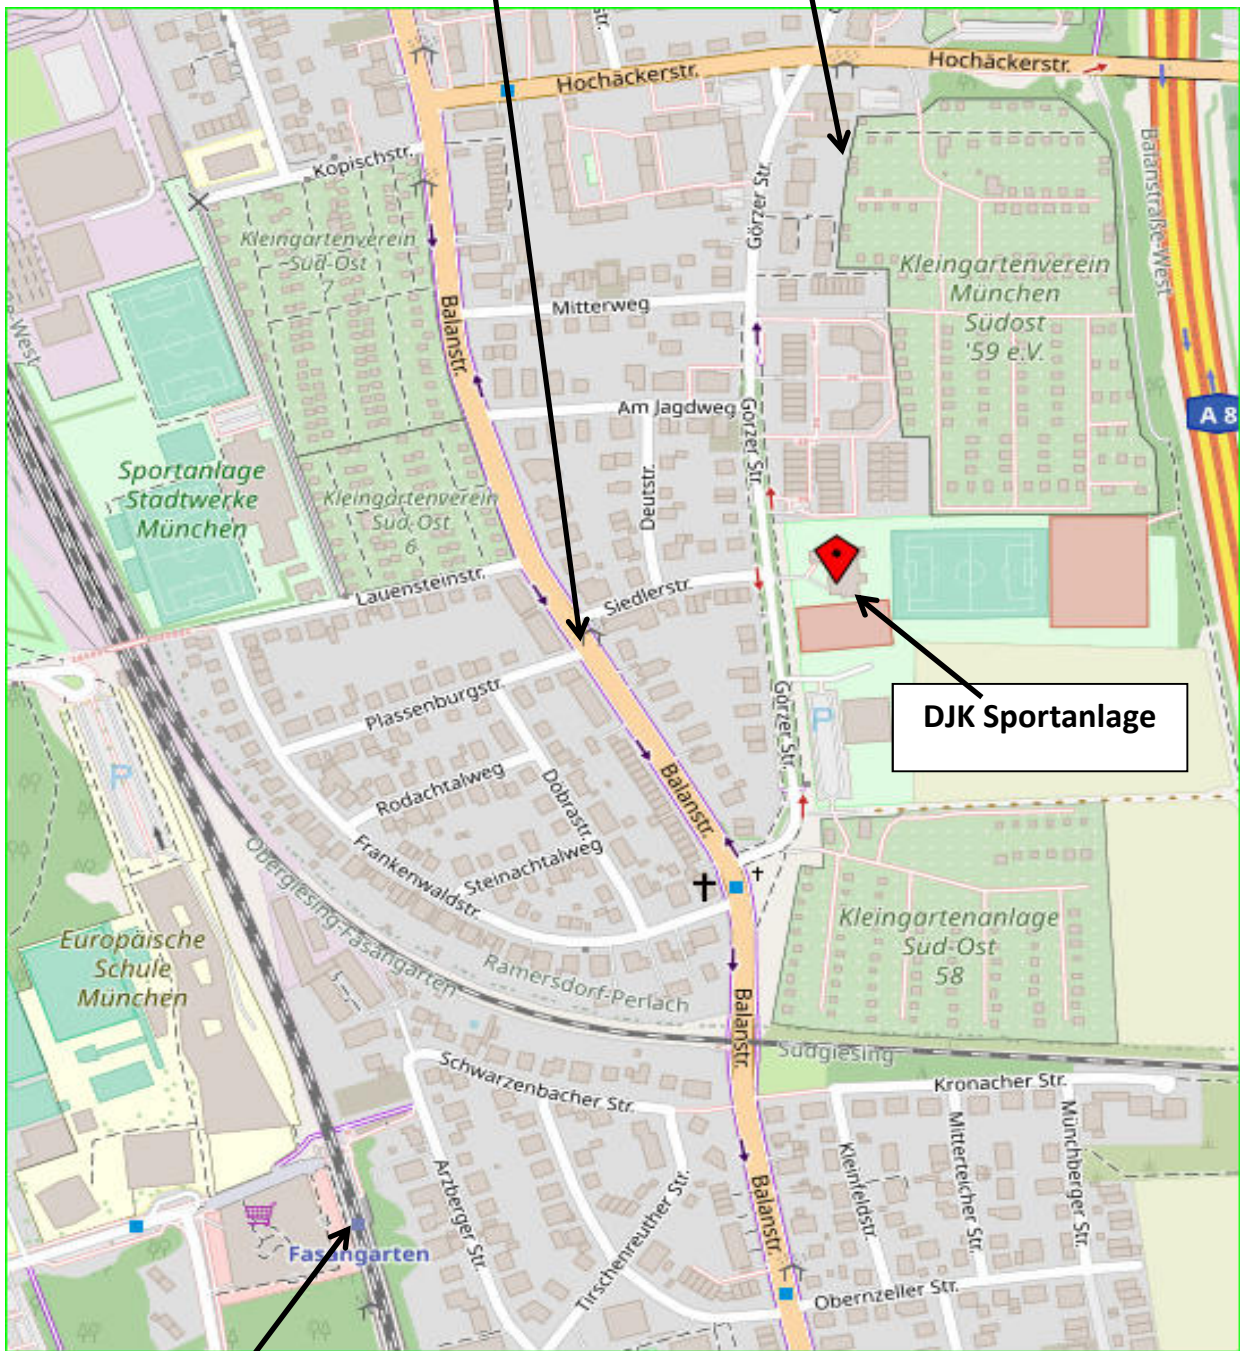 str.
Hochäckerstr.
Hochäckerstr.
Kopischstr.
Balanstraße-West
Görzer Str.
Kleingartenverein
Süd-Ost
7
Kleingartenverein
München
Südost
'59 e.V.
Mitterweg
Balanstr.
e-West
A 8
Am Jagdweg
Görzer Str.
Sportanlage
Stadtwerke
München
Kleingartenverein
Süd-Ost
6
Deutstr.
Lauensteinstr.
Siedlerstr.
Plassenburgstr.
Görzer Str.
P
DJK Sportanlage
P
Rodachtalweg
Döbrastr.
Balanstr.
Frankenwaldstr.
Steinachtalweg
Obergiesing-Fasangarten
Ramersdorf-Perlach
Kleingartenanlage
Süd-Ost
58
Europäische
Schule
München
Balanstr.
Südgiesing
Schwarzenbacher Str.
Kronacher Str.
Arzberger Str.
Tirschenreuther Str.
Kleinfeldstr.
Mitterteicher Str.
Münchberger Str.
Balanstr.
Fasangarten
Obernzeller Str.